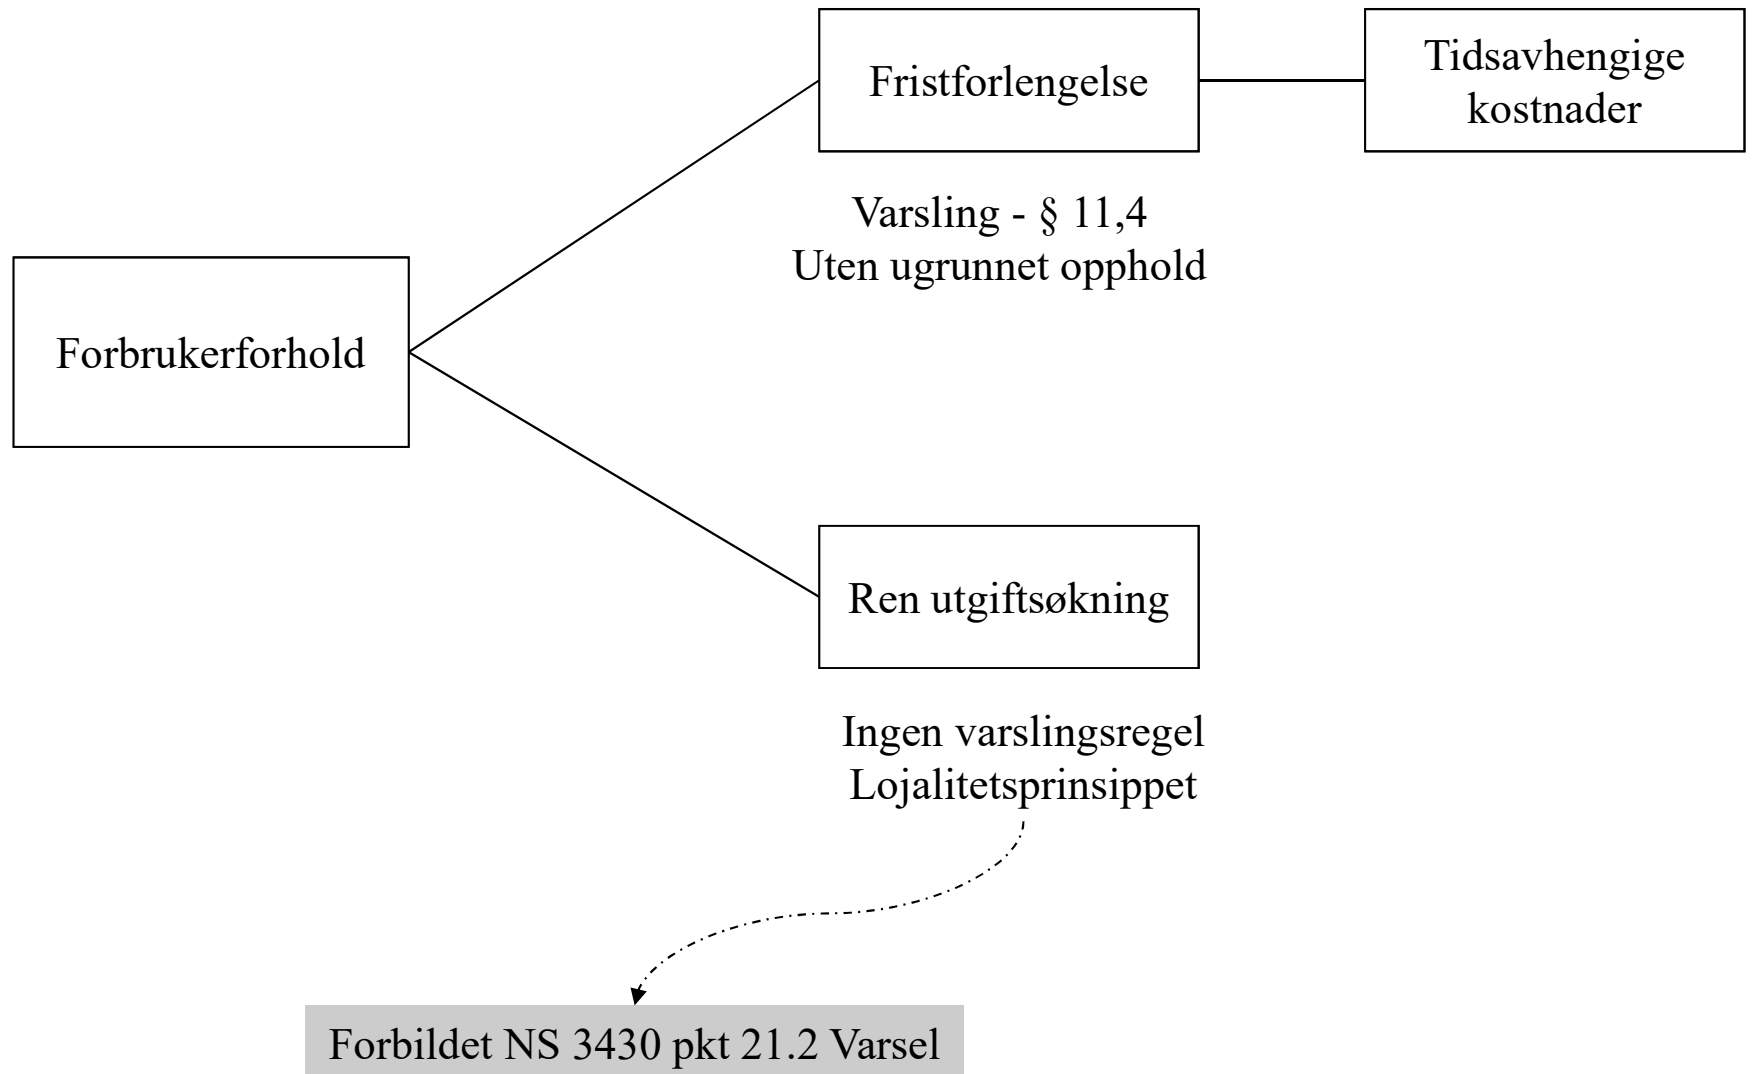 Fristforlengelse
Tidsavhengige
kostnader
Varsling - § 11,4
Uten ugrunnet opphold
Forbrukerforhold
Ren utgiftsøkning
Ingen varslingsregel
Lojalitetsprinsippet
Forbildet NS 3430 pkt 21.2 Varsel